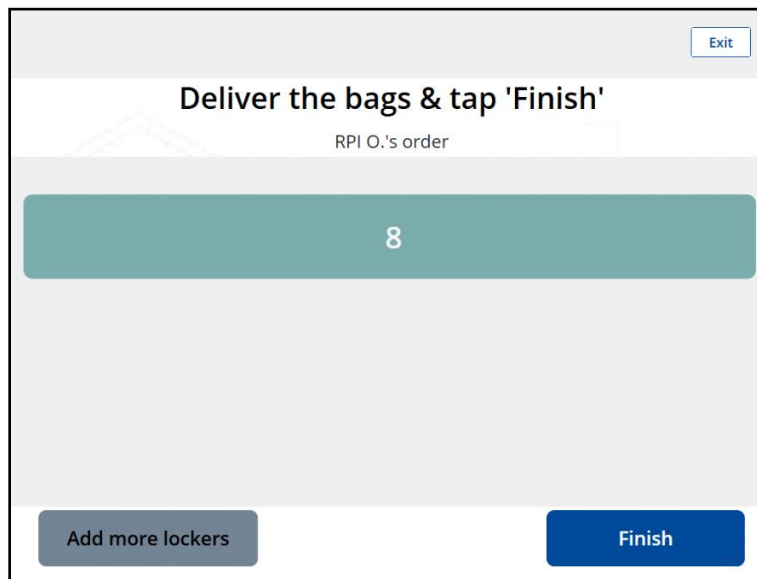 Exit
Deliver the bags & tap 'Finish'
RPI O.'s order
8
Add more lockers
Finish